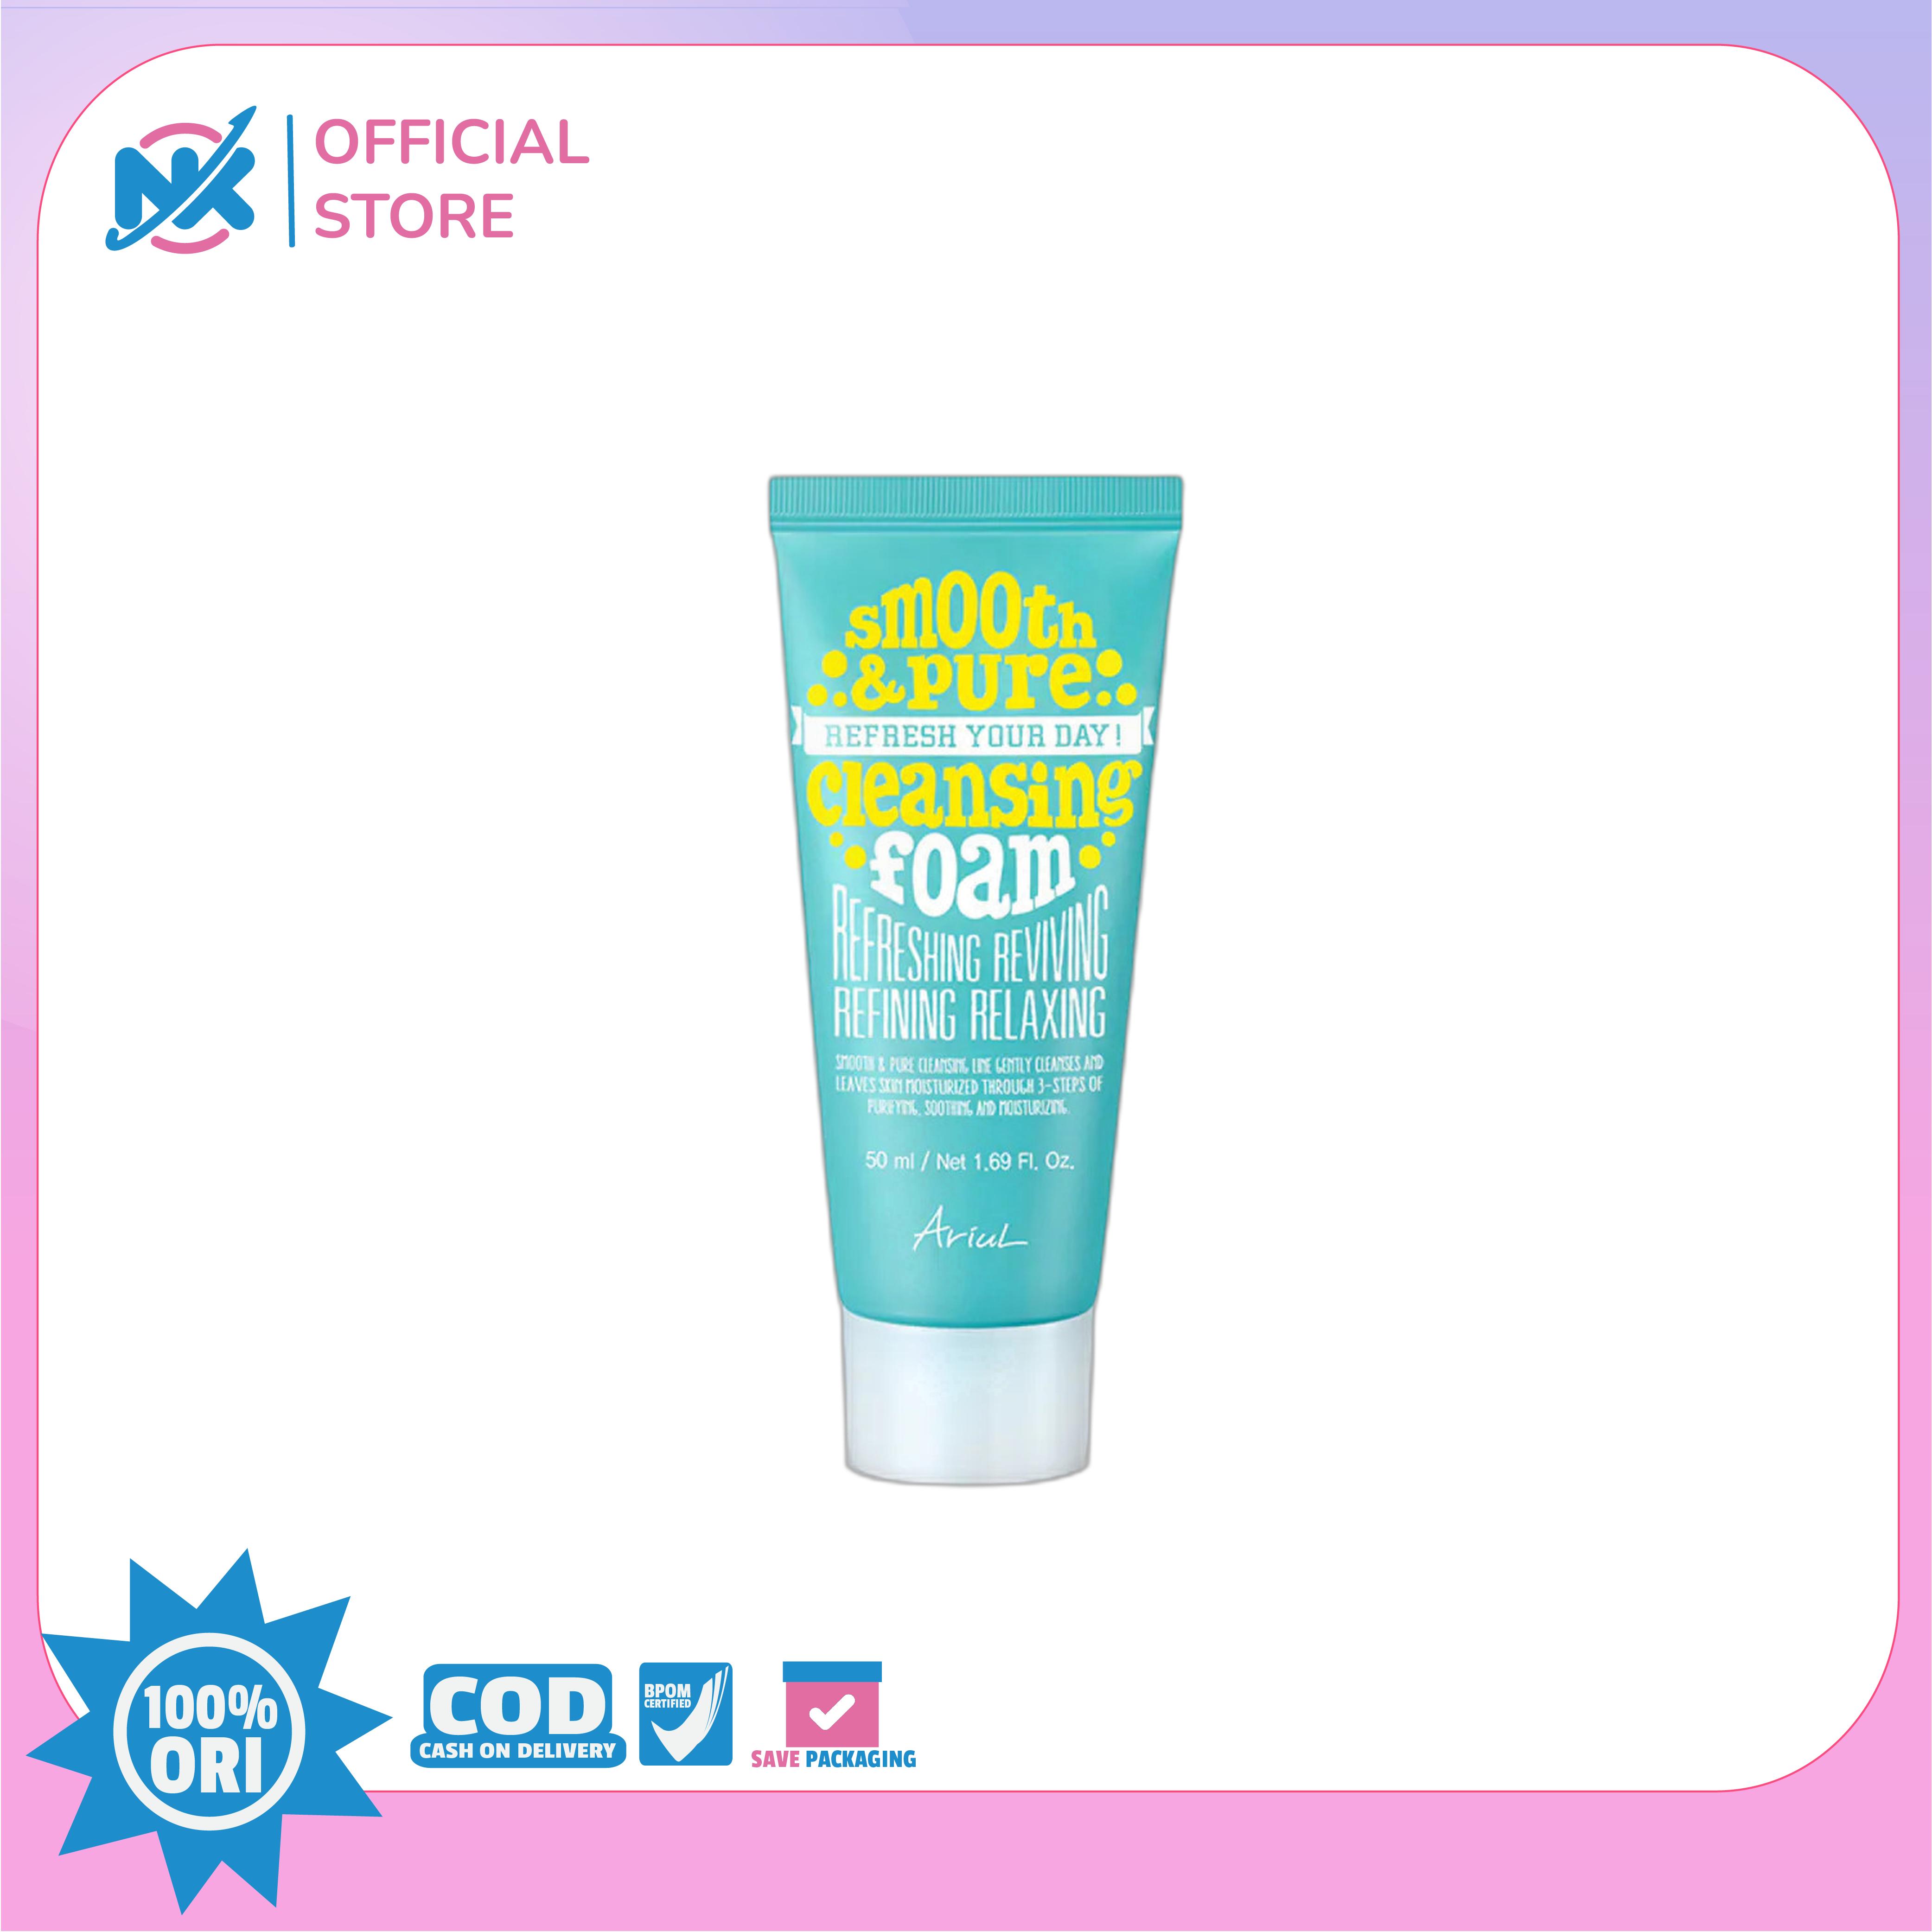 NK
OFFICIAL
STORE
smooth
& pure
REFRESH YOUR DAY!
cleansing
foam
REFRESHING REVIVING
REFINING RELAXING
SMOOTH & PURE CLEANSING LINE GENTLY CLEANSES AND
LEAVES SKIN MOISTURIZED THROUGH 3-STEPS OF
PURIFYING, SOOTHING AND MOISTURIZING.
50 ml / Net 1.69 Fl. Oz.
Ariul
100%
ORI
COD
CASH ON DELIVERY
BPOM
CERTIFIED
SAVE PACKAGING